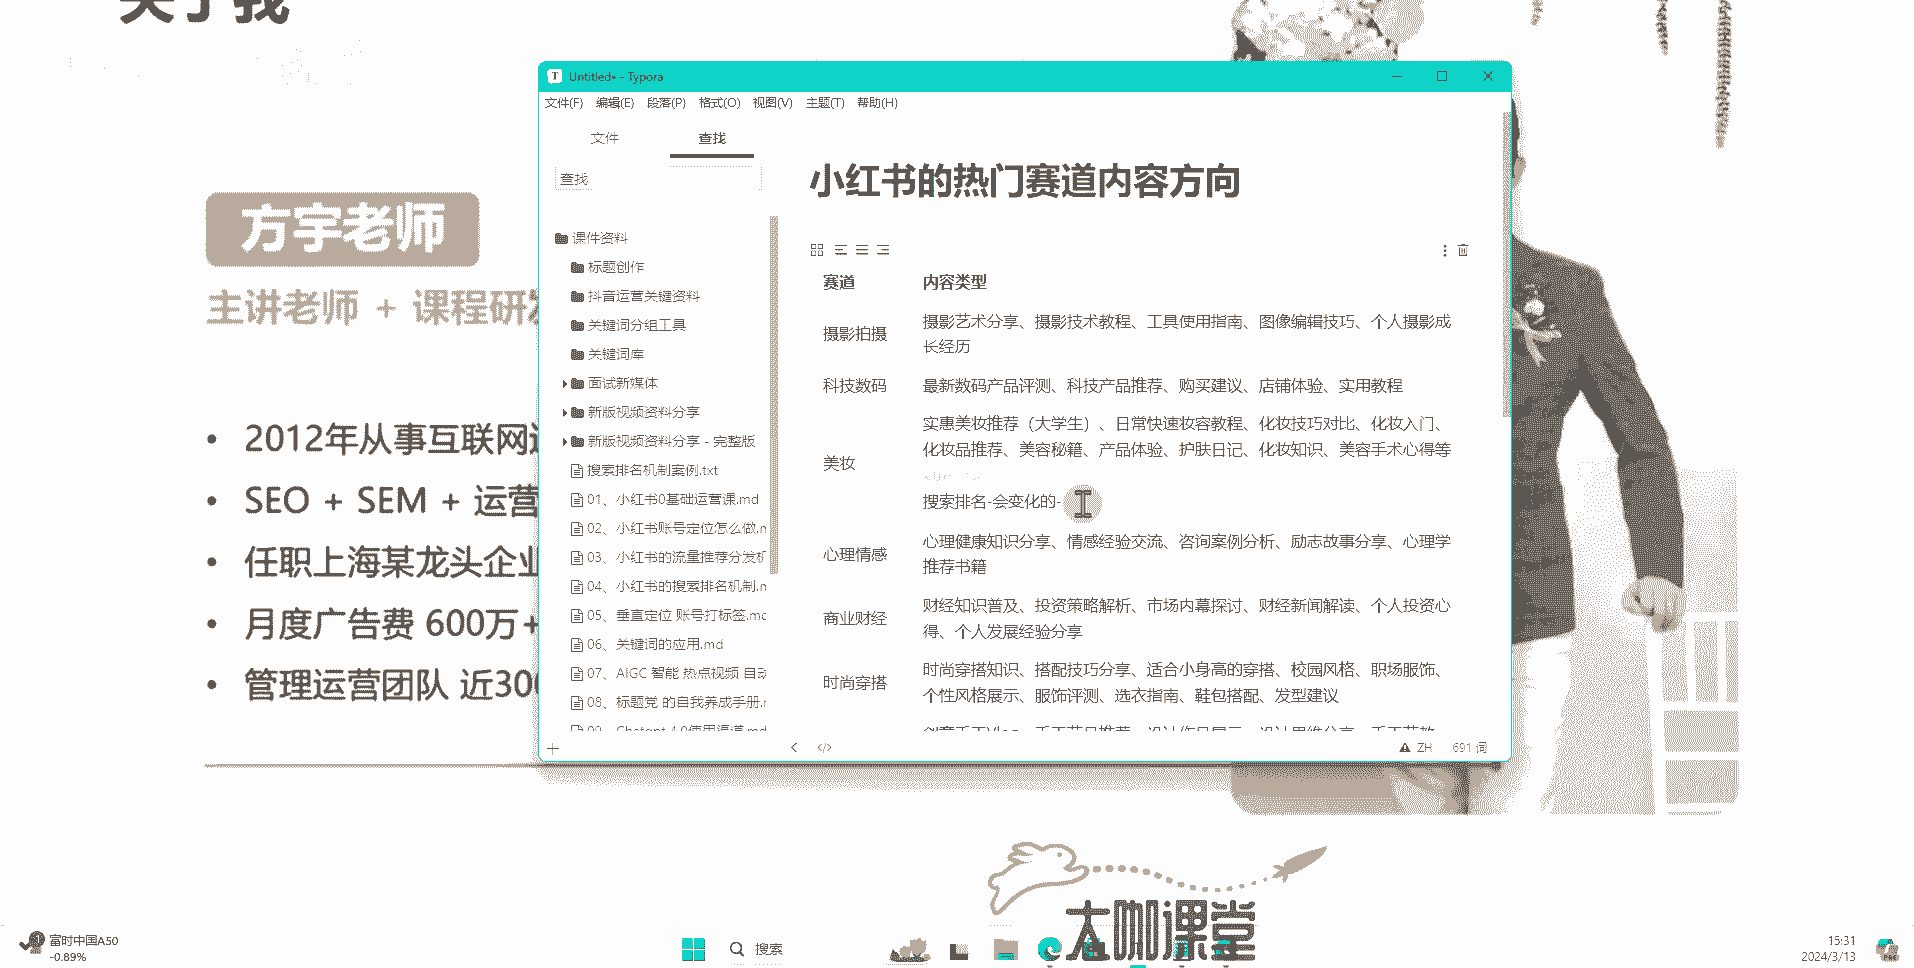 关于我
Untitled• - Typora
文件(F) 编辑(E) 段落(P) 格式(O) 视图(V) 主题(T) 帮助(H)
文件 查找
查找
课件资料
标题创作
抖音运营关键资料
关键词分组工具
关键词库
面试新媒体
新版视频资料分享
新版视频资料分享 - 完整版
搜索排名机制案例.txt
01、小红书0基础运营课.md
02、小红书账号定位怎么做.m
03、小红书的流量推荐分发机
04、小红书的搜索排名机制.m
05、垂直定位 账号打标签.mc
06、关键词的应用.md
07、AIGC 智能 热点视频 自动
08、标题党 的自我养成手册.r
09、Chatgpt 4.0使用渠道.md
小红书的热门赛道内容方向
赛道 内容类型
摄影拍摄 摄影艺术分享、摄影技术教程、工具使用指南、图像编辑技巧、个人摄影成
长经历
科技数码 最新数码产品评测、科技产品推荐、购买建议、店铺体验、实用教程
美妆 实惠美妆推荐（大学生）、日常快速妆容教程、化妆技巧对比、化妆入门、
化妆品推荐、美容秘籍、产品体验、护肤日记、化妆知识、美容手术心得等
搜索排名-会变化的-
心理情感 心理健康知识分享、情感经验交流、咨询案例分析、励志故事分享、心理学
推荐书籍
商业财经 财经知识普及、投资策略解析、市场内幕探讨、财经新闻解读、个人投资心
得、个人发展经验分享
时尚穿搭 时尚穿搭知识、搭配技巧分享、适合小身高的穿搭、校园风格、职场服饰、
个性风格展示、服饰评测、选衣指南、鞋包搭配、发型建议
ZH 691 词
方宇老师
主讲老师 + 课程研发
• 2012年从事互联网
• SEO + SEM + 运营
• 任职上海某龙头企业
• 月度广告费 600万+
• 管理运营团队 近300
大咖课堂
富时中国A50
-0.89%
搜索
15:31
2024/3/13